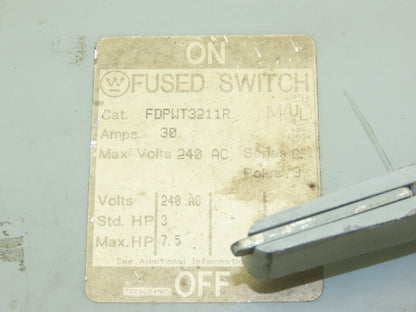 ON
W FUSED SWITCH
Cat. FDPWT3211R
Amps. 30
Max Volts 240 AC Series C
Poles 3
Volts 240 AC
Std. HP 3
Max. HP 7.5
See Additional Information
OFF